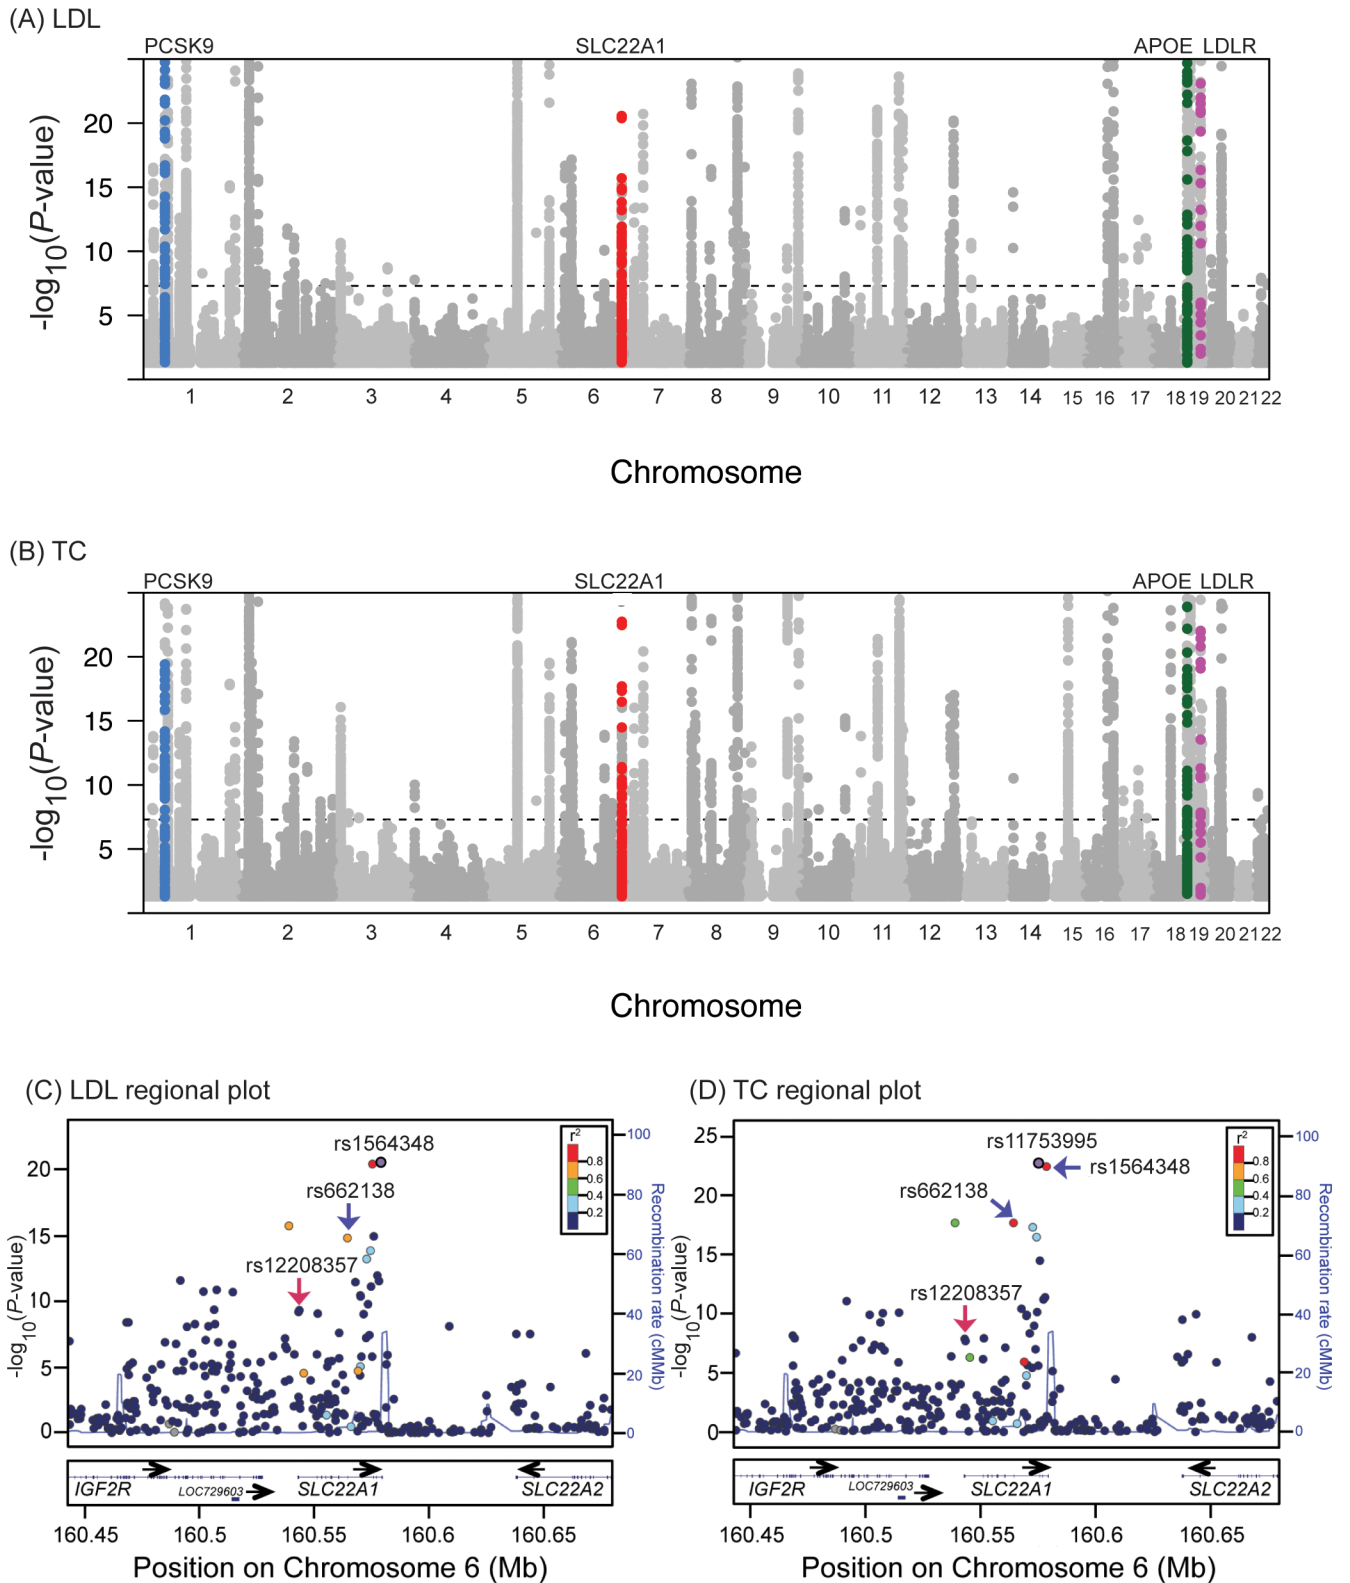 (A) LDL
PCSK9 SLC22A1 APOE LDLR
-log10(P-value)
20
15
10
5
1 2 3 4 5 6 7 8 9 10 11 12 13 14 15 16 17 18 19 20 21 22
Chromosome
(B) TC
PCSK9 SLC22A1 APOE LDLR
-log10(P-value)
20
15
10
5
1 2 3 4 5 6 7 8 9 10 11 12 13 14 15 16 17 18 19 20 21 22
Chromosome
(C) LDL regional plot
-log10(P-value)
20
15
10
5
0
rs1564348
rs662138
rs12208357
r2
0.8
0.6
0.4
0.2
100
80
60
40
20
0
Recombination rate (cMMb)
IGF2R LOC729603 SLC22A1 SLC22A2
160.45 160.5 160.55 160.6 160.65
Position on Chromosome 6 (Mb)
(D) TC regional plot
-log10(P-value)
25
20
15
10
5
0
rs11753995
rs1564348
rs662138
rs12208357
r2
0.8
0.6
0.4
0.2
100
80
60
40
20
0
Recombination rate (cMMb)
IGF2R LOC729603 SLC22A1 SLC22A2
160.45 160.5 160.55 160.6 160.65
Position on Chromosome 6 (Mb)